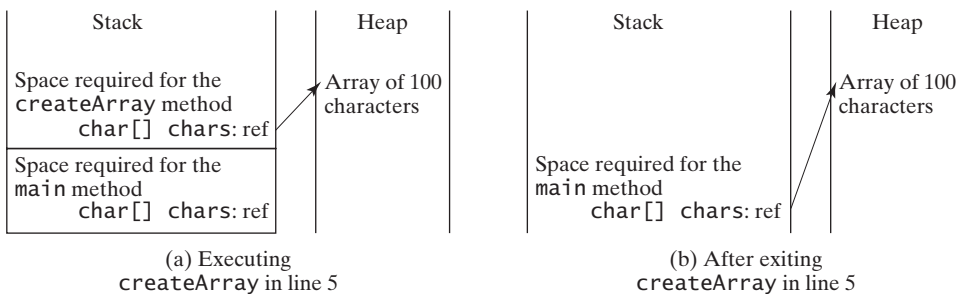 Stack
Heap
Space required for the
createArray method
char[] chars: ref
Array of 100
characters
Space required for the
main method
char[] chars: ref
(a) Executing
createArray in line 5
Stack
Heap
Array of 100
characters
Space required for the
main method
char[] chars: ref
(b) After exiting
createArray in line 5